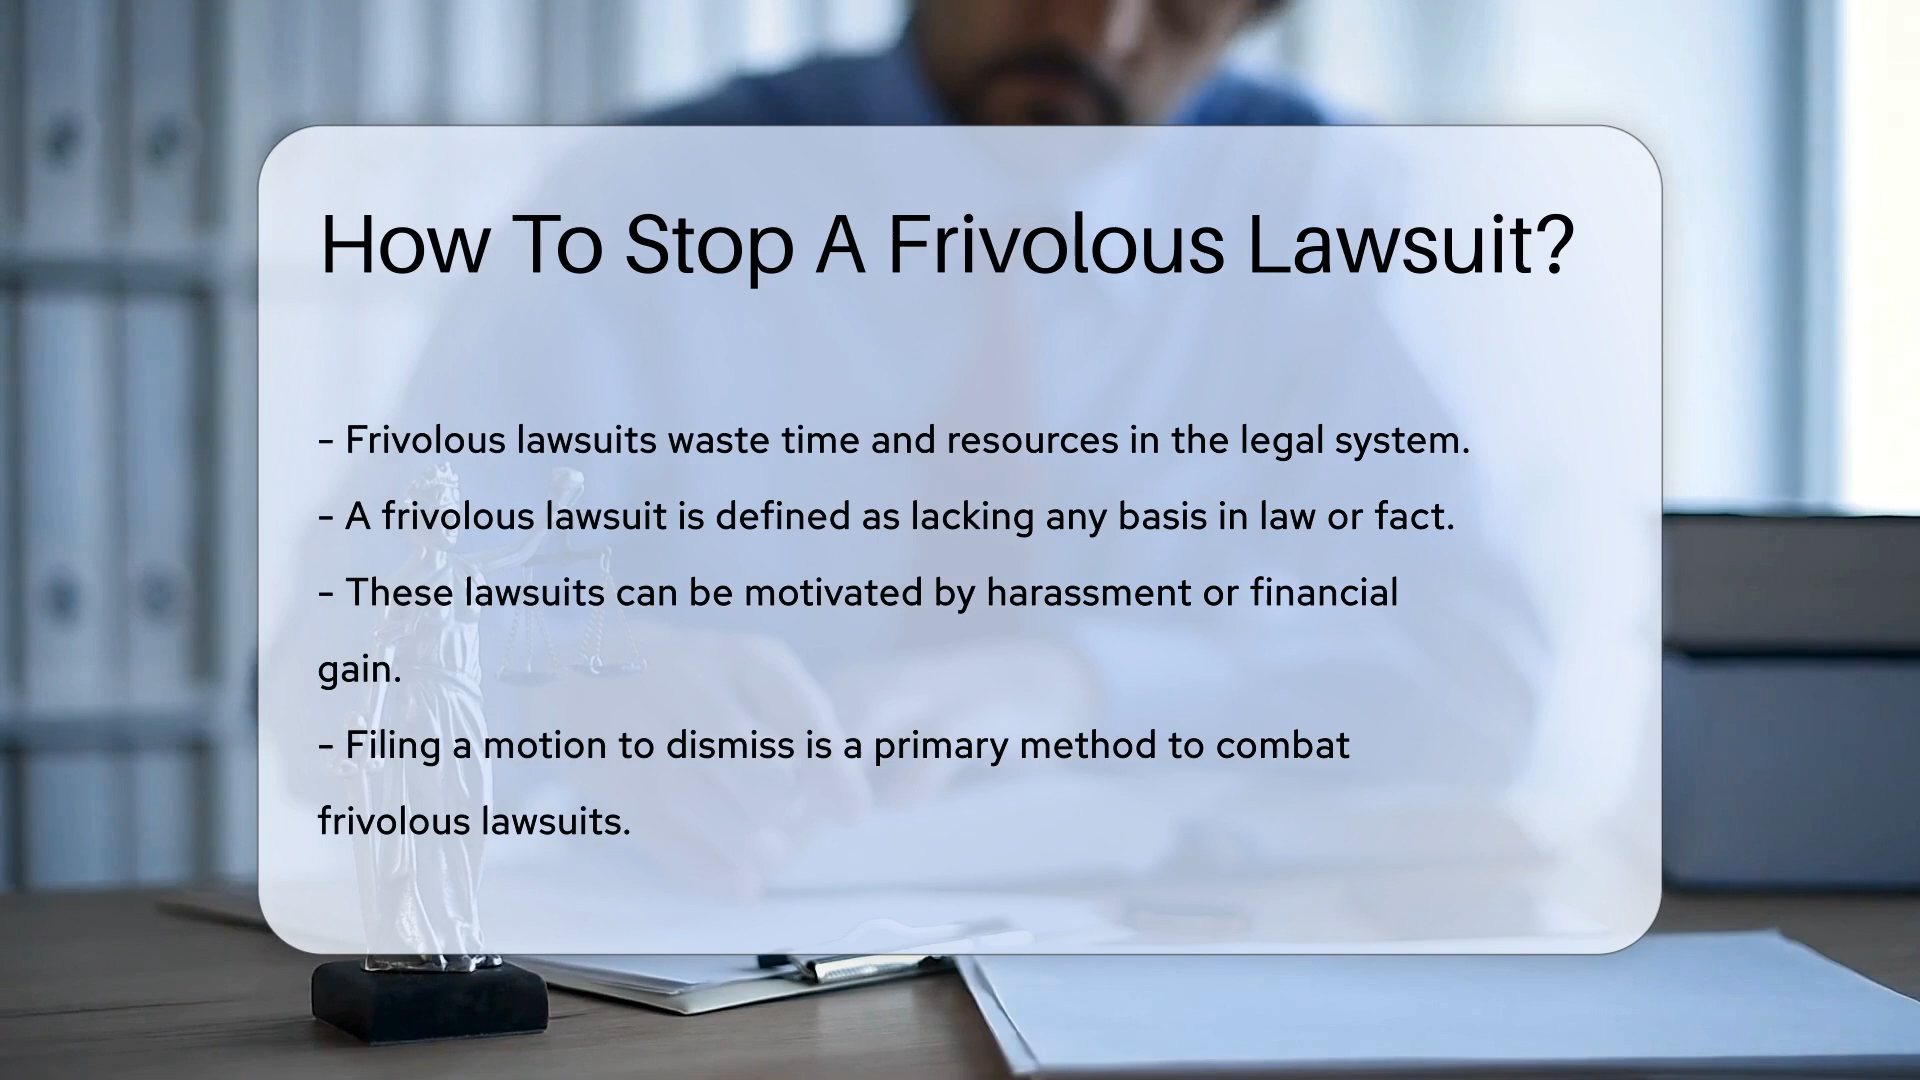 How To Stop A Frivolous Lawsuit?
- Frivolous lawsuits waste time and resources in the legal system.
- A frivolous lawsuit is defined as lacking any basis in law or fact.
- These lawsuits can be motivated by harassment or financial
gain.
- Filing a motion to dismiss is a primary method to combat
frivolous lawsuits.